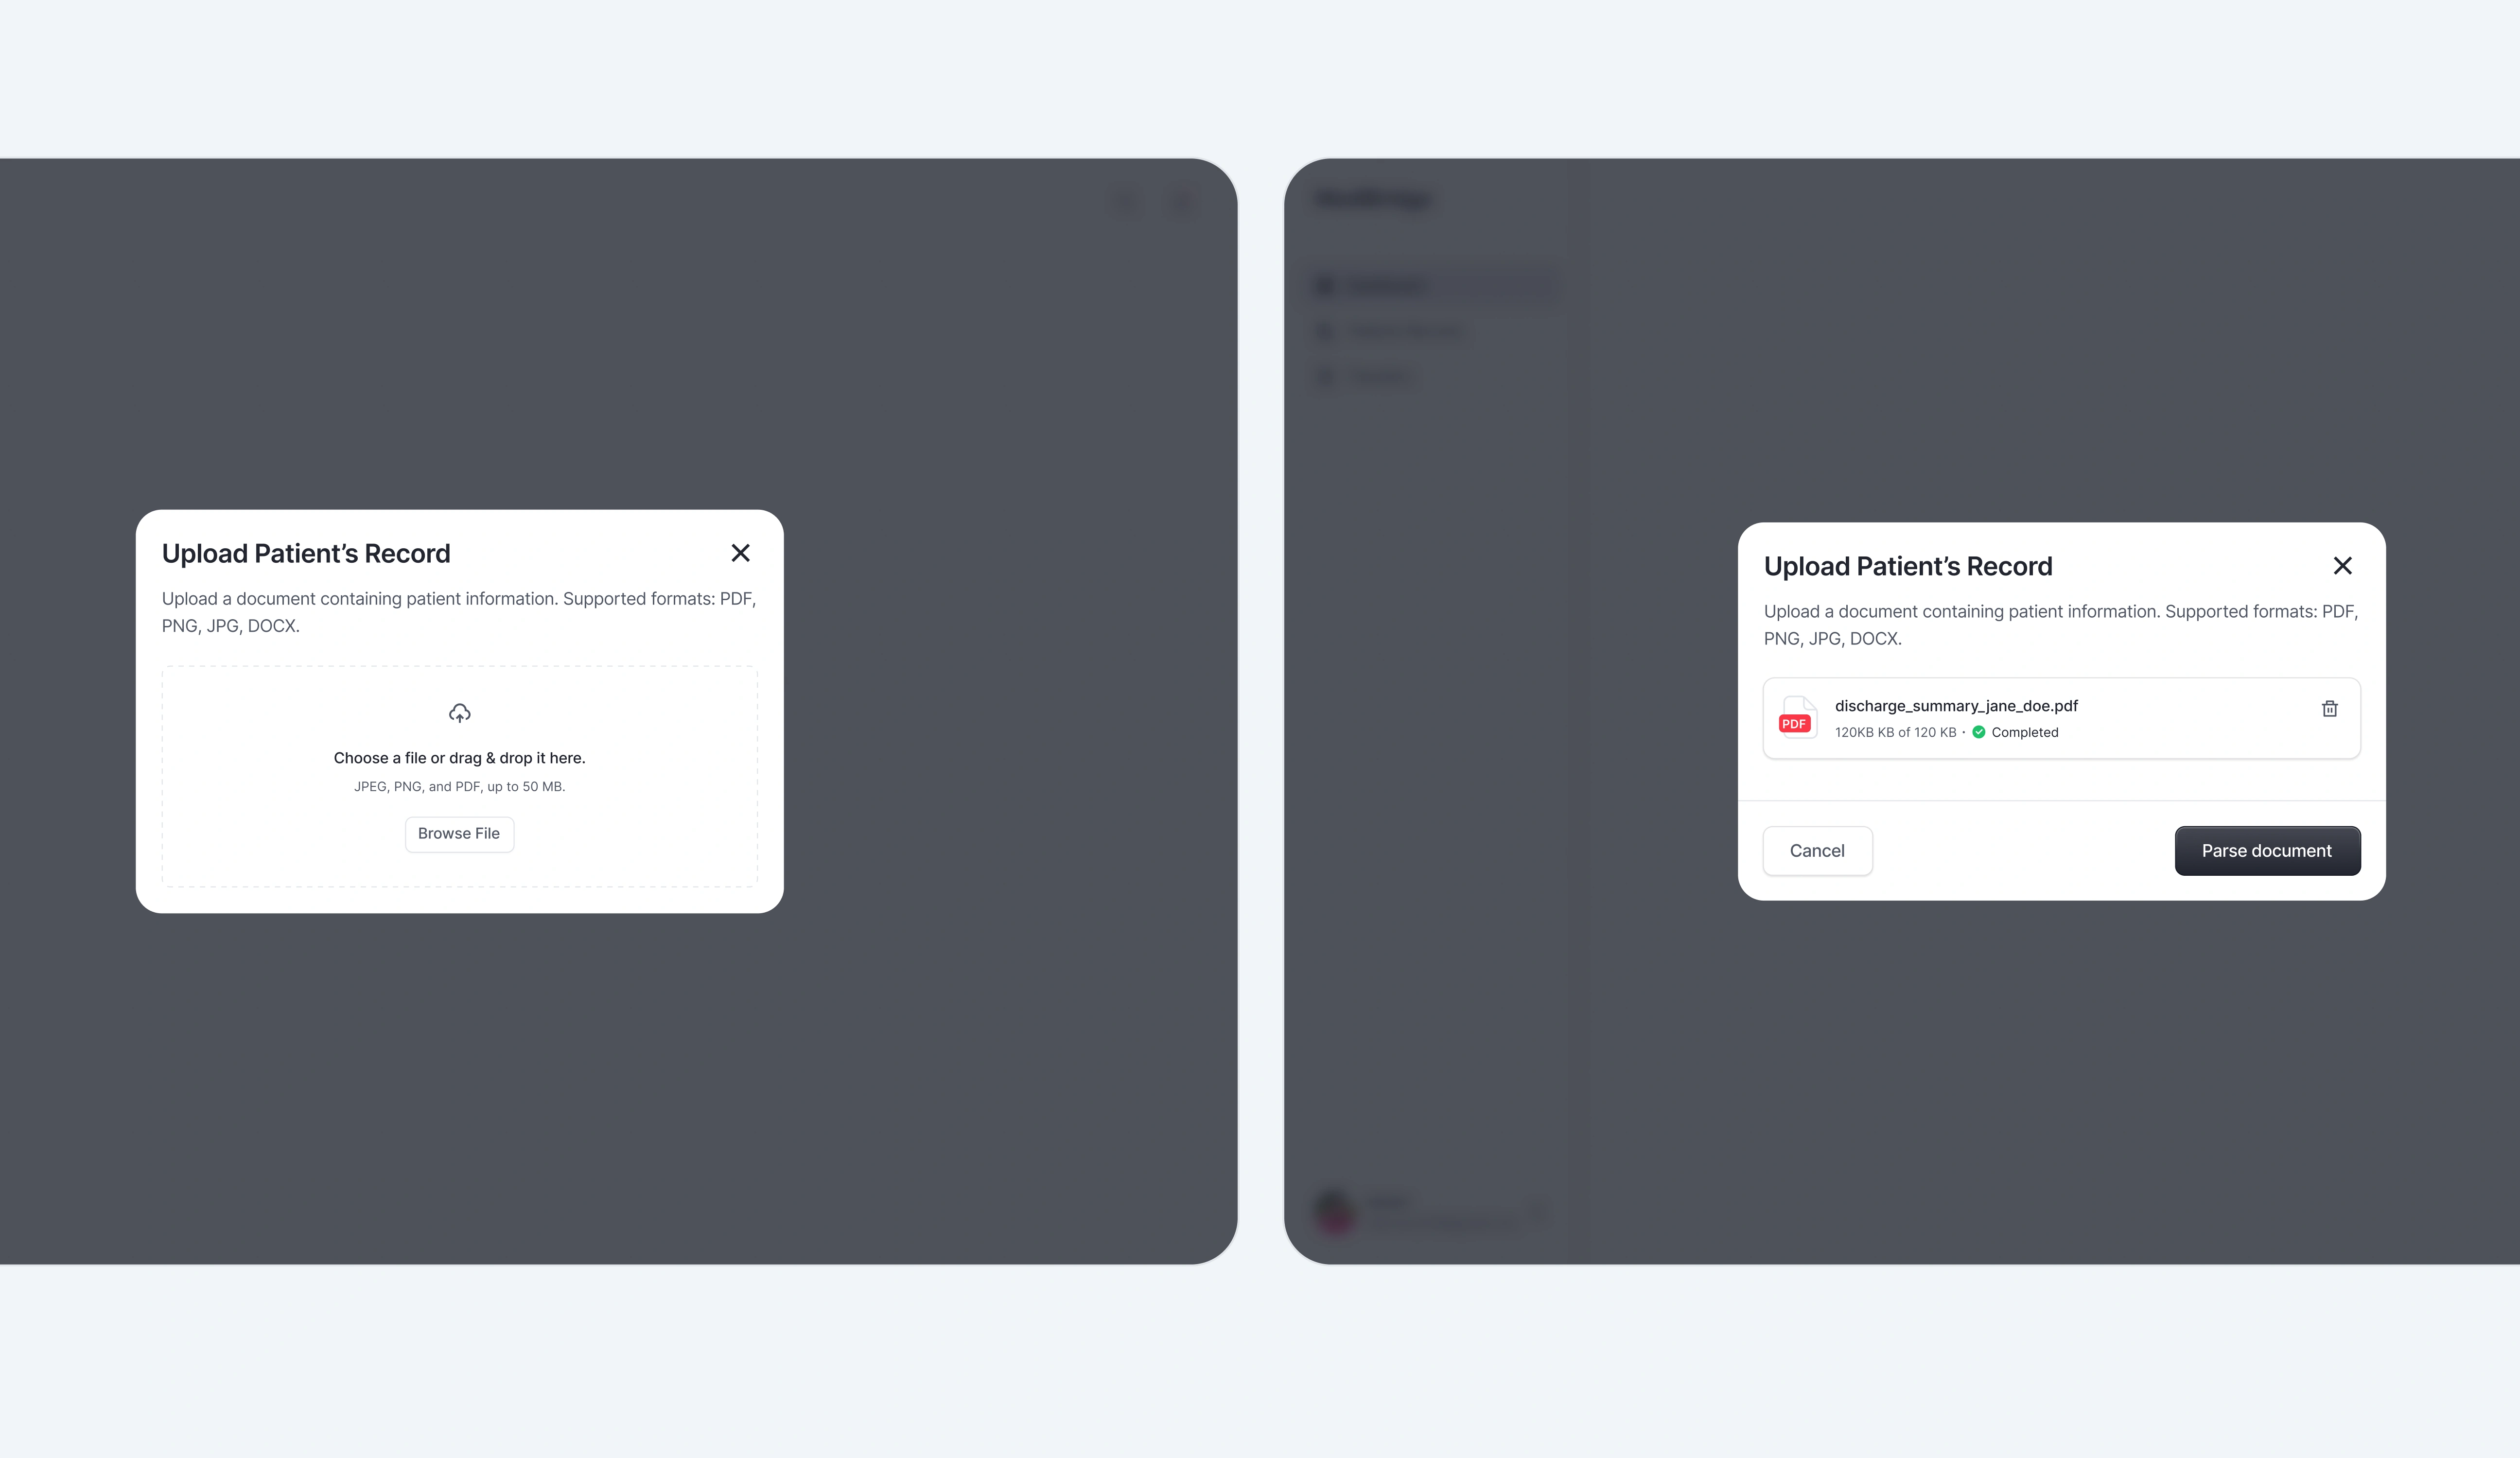 Upload Patient’s Record
Upload a document containing patient information. Supported formats: PDF,
PNG, JPG, DOCX.
Choose a file or drag & drop it here.
JPEG, PNG, and PDF, up to 50 MB.
Browse File
Upload Patient’s Record
Upload a document containing patient information. Supported formats: PDF,
PNG, JPG, DOCX.
PDF
discharge_summary_jane_doe.pdf
120KB KB of 120 KB • Completed
Cancel
Parse document